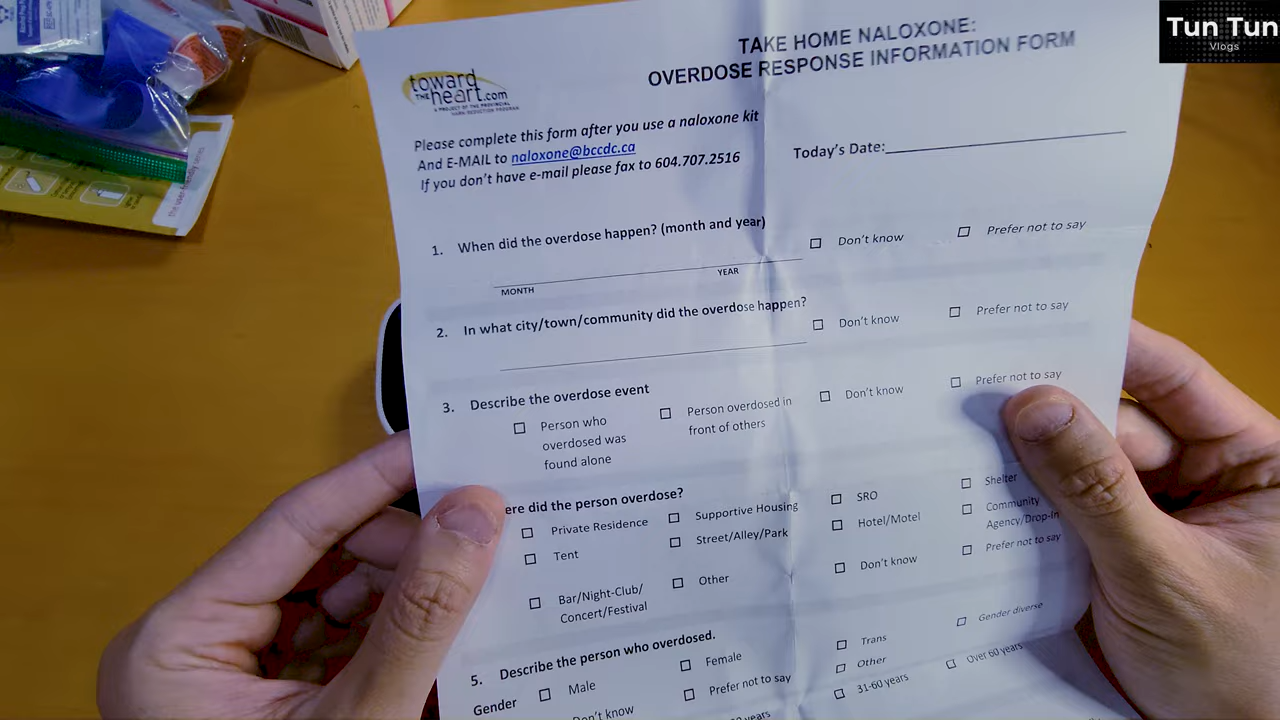 Tun Tun
Vlogs
TAKE HOME NALOXONE:
OVERDOSE RESPONSE INFORMATION FORM
toward
THE heart.com
A PROJECT OF THE PROVINCIAL
HARM REDUCTION PROGRAM
Please complete this form after you use a naloxone kit
And E-MAIL to naloxone@bccdc.ca
If you don't have e-mail please fax to 604.707.2516
Today's Date:
1. When did the overdose happen? (month and year)
Don't know
Prefer not to say
MONTH YEAR
2. In what city/town/community did the overdose happen?
Don't know
Prefer not to say
3. Describe the overdose event
Person who
overdosed was
found alone
Person overdosed in
front of others
Don't know
Prefer not to say
ere did the person overdose?
Private Residence
Supportive Housing
SRO
Shelter
Tent
Street/Alley/Park
Hotel/Motel
Community
Agency/Drop-In
Bar/Night-Club/
Concert/Festival
Other
Don't know
Prefer not to say
5. Describe the person who overdosed.
Gender
Male
Female
Trans
Gender diverse
Don't know
Prefer not to say
Other
years
31-60 years
Over 60 years